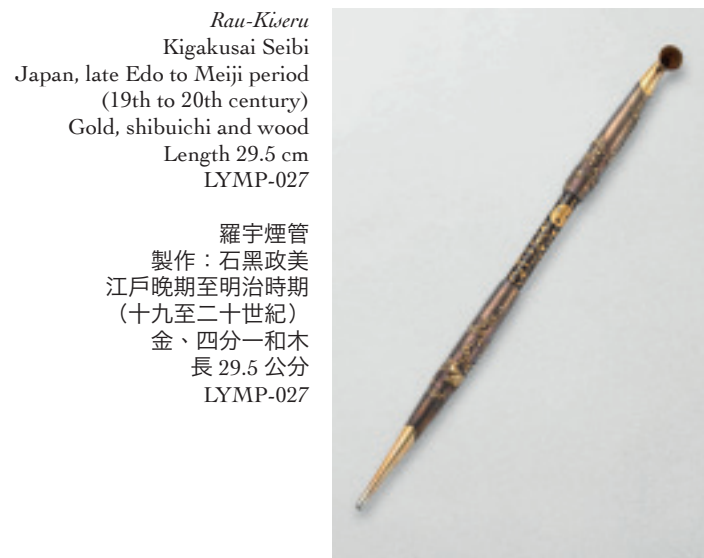 Rau-Kiseru
Kigakusai Seibi
Japan, late Edo to Meiji period
(19th to 20th century)
Gold, shibuichi and wood
Length 29.5 cm
LYMP-027
羅宇煙管
製作：石黑政美
江戶晚期至明治時期
（十九至二十世紀）
金、四分一和木
長 29.5 公分
LYMP-027